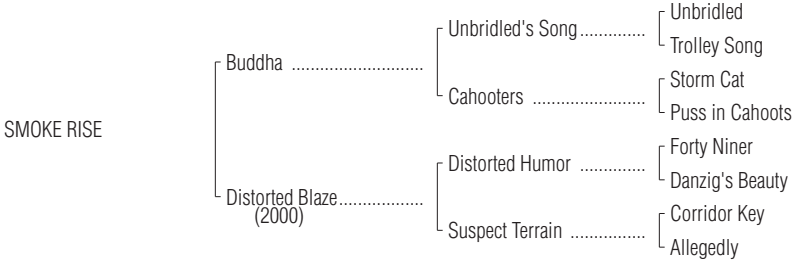 Unbridled
Unbridled's Song..............
Trolley Song
Buddha ............................
Storm Cat
Cahooters ........................
Puss in Cahoots
SMOKE RISE
Forty Niner
Distorted Humor ..............
Danzig's Beauty
Distorted Blaze..................
(2000)
Corridor Key
Suspect Terrain ................
Allegedly